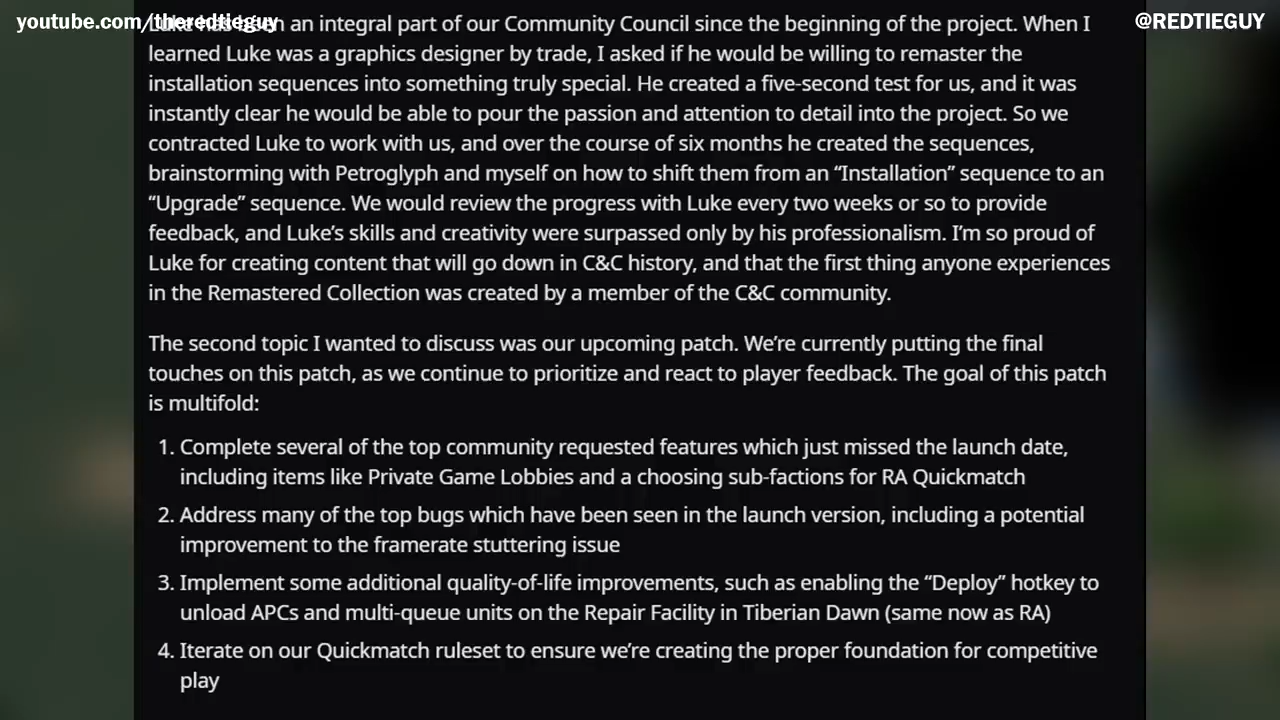 youtube.com/theredtieguy
@REDTIEGUY
Luke has been an integral part of our Community Council since the beginning of the project. When I
learned Luke was a graphics designer by trade, I asked if he would be willing to remaster the
installation sequences into something truly special. He created a five-second test for us, and it was
instantly clear he would be able to pour the passion and attention to detail into the project. So we
contracted Luke to work with us, and over the course of six months he created the sequences,
brainstorming with Petroglyph and myself on how to shift them from an “Installation” sequence to an
“Upgrade” sequence. We would review the progress with Luke every two weeks or so to provide
feedback, and Luke’s skills and creativity were surpassed only by his professionalism. I’m so proud of
Luke for creating content that will go down in C&C history, and that the first thing anyone experiences
in the Remastered Collection was created by a member of the C&C community.
The second topic I wanted to discuss was our upcoming patch. We’re currently putting the final
touches on this patch, as we continue to prioritize and react to player feedback. The goal of this patch
is multifold:
1. Complete several of the top community requested features which just missed the launch date,
including items like Private Game Lobbies and a choosing sub-factions for RA Quickmatch
2. Address many of the top bugs which have been seen in the launch version, including a potential
improvement to the framerate stuttering issue
3. Implement some additional quality-of-life improvements, such as enabling the “Deploy” hotkey to
unload APCs and multi-queue units on the Repair Facility in Tiberian Dawn (same now as RA)
4. Iterate on our Quickmatch ruleset to ensure we’re creating the proper foundation for competitive
play